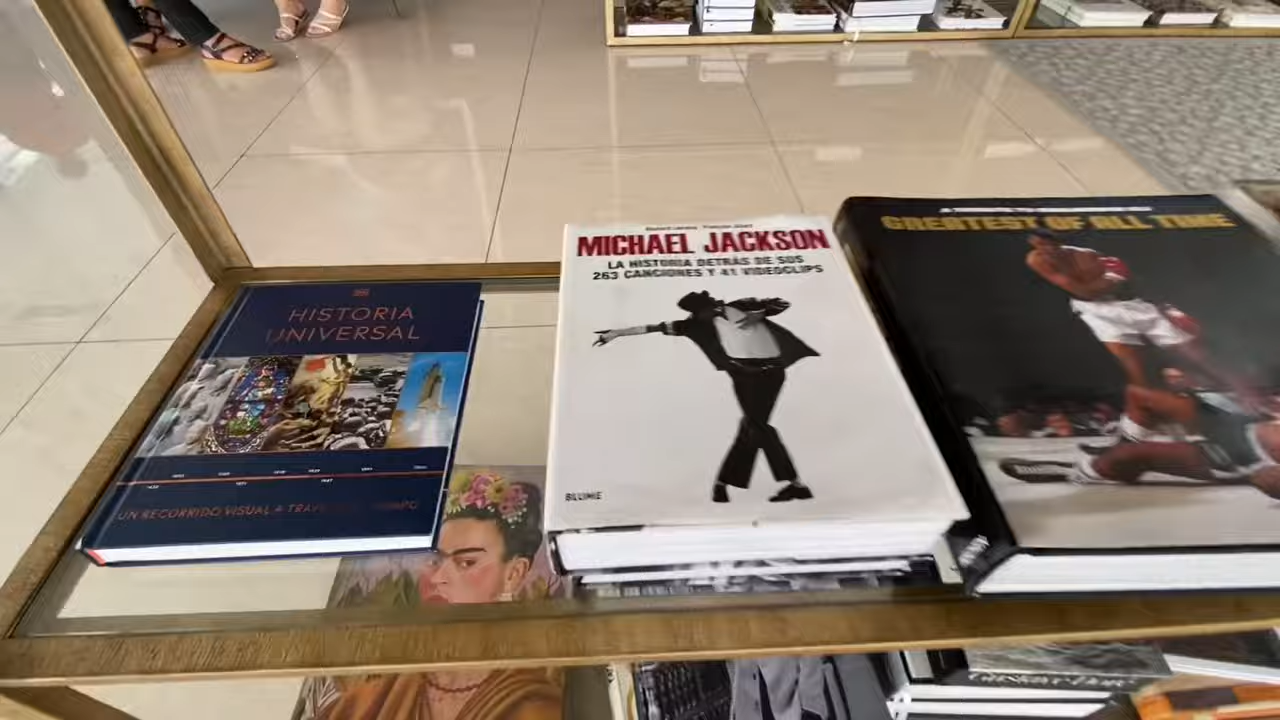 HISTORIA
UNIVERSAL
UN RECORRIDO VISUAL A
MICHAEL JACKSON
LA HISTORIA DETRÁS DE SUS
263 CANCIONES Y 41 VIDEOCLIPS
BLUME
GREATEST OF ALL TIME